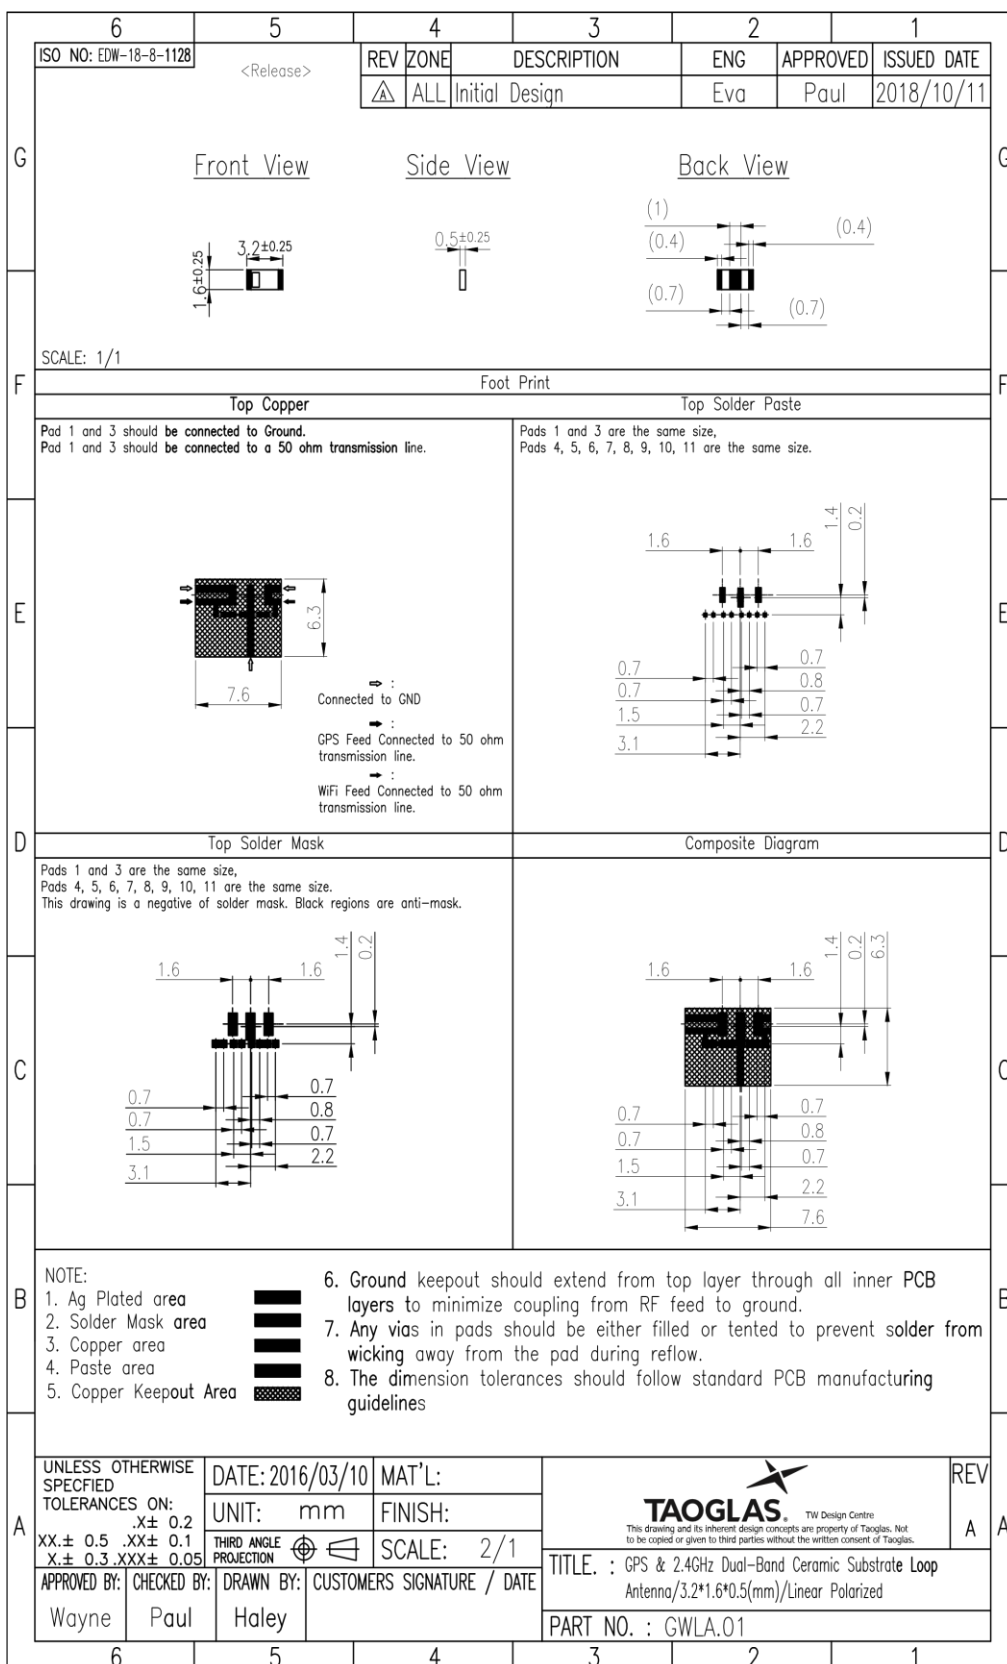 6 5 4 3 2 1
ISO NO: EDW-18-8-1128
<Release>
REV ZONE DESCRIPTION ENG APPROVED ISSUED DATE
A ALL Initial Design Eva Paul 2018/10/11
G G
Front View Side View Back View
3.2±0.25
1.6±0.25
0.5±0.25
(1)
(0.4) (0.4)
(0.7) (0.7)
SCALE: 1/1
F F
Foot Print
Top Copper
Pad 1 and 3 should be connected to Ground.
Pad 1 and 3 should be connected to a 50 ohm transmission line.
6.3
7.6
:
Connected to GND
:
GPS Feed Connected to 50 ohm
transmission line.
:
WiFi Feed Connected to 50 ohm
transmission line.
Top Solder Paste
Pads 1 and 3 are the same size,
Pads 4, 5, 6, 7, 8, 9, 10, 11 are the same size.
1.6 1.6 1.4 0.2
0.7 0.7
0.7 0.8
1.5 0.7
3.1 2.2
E E
D D
Top Solder Mask
Pads 1 and 3 are the same size,
Pads 4, 5, 6, 7, 8, 9, 10, 11 are the same size.
This drawing is a negative of solder mask. Black regions are anti-mask.
1.6 1.6 1.4 0.2
0.7 0.7
0.7 0.8
1.5 0.7
3.1 2.2
Composite Diagram
1.6 1.6 1.4 0.2 6.3
0.7 0.7
0.7 0.8
1.5 0.7
3.1 2.2
7.6
C C
B B
NOTE:
1. Ag Plated area
2. Solder Mask area
3. Copper area
4. Paste area
5. Copper Keepout Area
6. Ground keepout should extend from top layer through all inner PCB
layers to minimize coupling from RF feed to ground.
7. Any vias in pads should be either filled or tented to prevent solder from
wicking away from the pad during reflow.
8. The dimension tolerances should follow standard PCB manufacturing
guidelines
A A
UNLESS OTHERWISE
SPECFIED
TOLERANCES ON:
.X± 0.2
XX.± 0.5 .XX± 0.1
X.± 0.3 .XXX± 0.05
DATE: 2016/03/10 MAT'L:
UNIT: mm FINISH:
THIRD ANGLE
PROJECTION
SCALE: 2/1
APPROVED BY: CHECKED BY: DRAWN BY: CUSTOMERS SIGNATURE / DATE
Wayne Paul Haley
TAOGLAS. TW Design Centre
This drawing and its inherent design concepts are property of Taoglas. Not
to be copied or given to third parties without the written consent of Taoglas.
REV
A
TITLE. : GPS & 2.4GHz Dual-Band Ceramic Substrate Loop
Antenna/3.2*1.6*0.5(mm)/Linear Polarized
PART NO. : GWLA.01
6 5 4 3 2 1